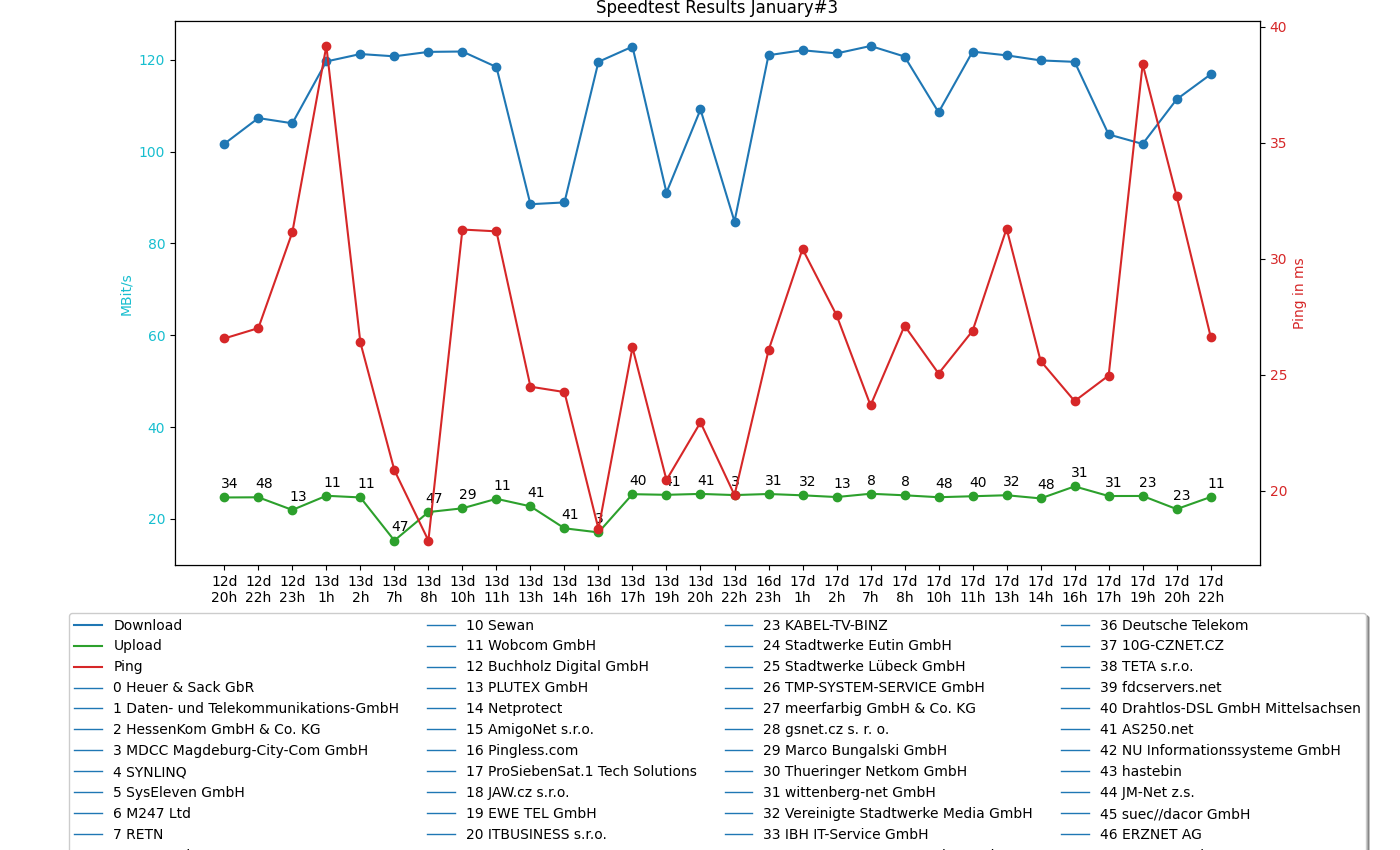 Speedtest Results January#3
120
100
80
60
40
20
MBit/s
40
35
30
25
20
Ping in ms
34 48 13 11 11 47 47 29 11 41 41 3 40 41 41 3 31 32 13 8 8 48 40 32 48 31 31 23 23 11
12d 12d 12d 13d 13d 13d 13d 13d 13d 13d 13d 13d 13d 13d 13d 13d 16d 17d 17d 17d 17d 17d 17d 17d 17d 17d 17d 17d 17d 17d
20h 22h 23h 1h 2h 7h 8h 10h 11h 13h 14h 16h 17h 19h 20h 22h 23h 1h 2h 7h 8h 10h 11h 13h 14h 16h 17h 19h 20h 22h
Download
Upload
Ping
0 Heuer & Sack GbR
1 Daten- und Telekommunikations-GmbH
2 HessenKom GmbH & Co. KG
3 MDCC Magdeburg-City-Com GmbH
4 SYNLINQ
5 SysEleven GmbH
6 M247 Ltd
7 RETN
10 Sewan
11 Wobcom GmbH
12 Buchholz Digital GmbH
13 PLUTEX GmbH
14 Netprotect
15 AmigoNet s.r.o.
16 Pingless.com
17 ProSiebenSat.1 Tech Solutions
18 JAW.cz s.r.o.
19 EWE TEL GmbH
20 ITBUSINESS s.r.o.
23 KABEL-TV-BINZ
24 Stadtwerke Eutin GmbH
25 Stadtwerke Lübeck GmbH
26 TMP-SYSTEM-SERVICE GmbH
27 meerfarbig GmbH & Co. KG
28 gsnet.cz s. r. o.
29 Marco Bungalski GmbH
30 Thueringer Netkom GmbH
31 wittenberg-net GmbH
32 Vereinigte Stadtwerke Media GmbH
33 IBH IT-Service GmbH
36 Deutsche Telekom
37 10G-CZNET.CZ
38 TETA s.r.o.
39 fdcservers.net
40 Drahtlos-DSL GmbH Mittelsachsen
41 AS250.net
42 NU Informationssysteme GmbH
43 hastebin
44 JM-Net z.s.
45 suec//dacor GmbH
46 ERZNET AG